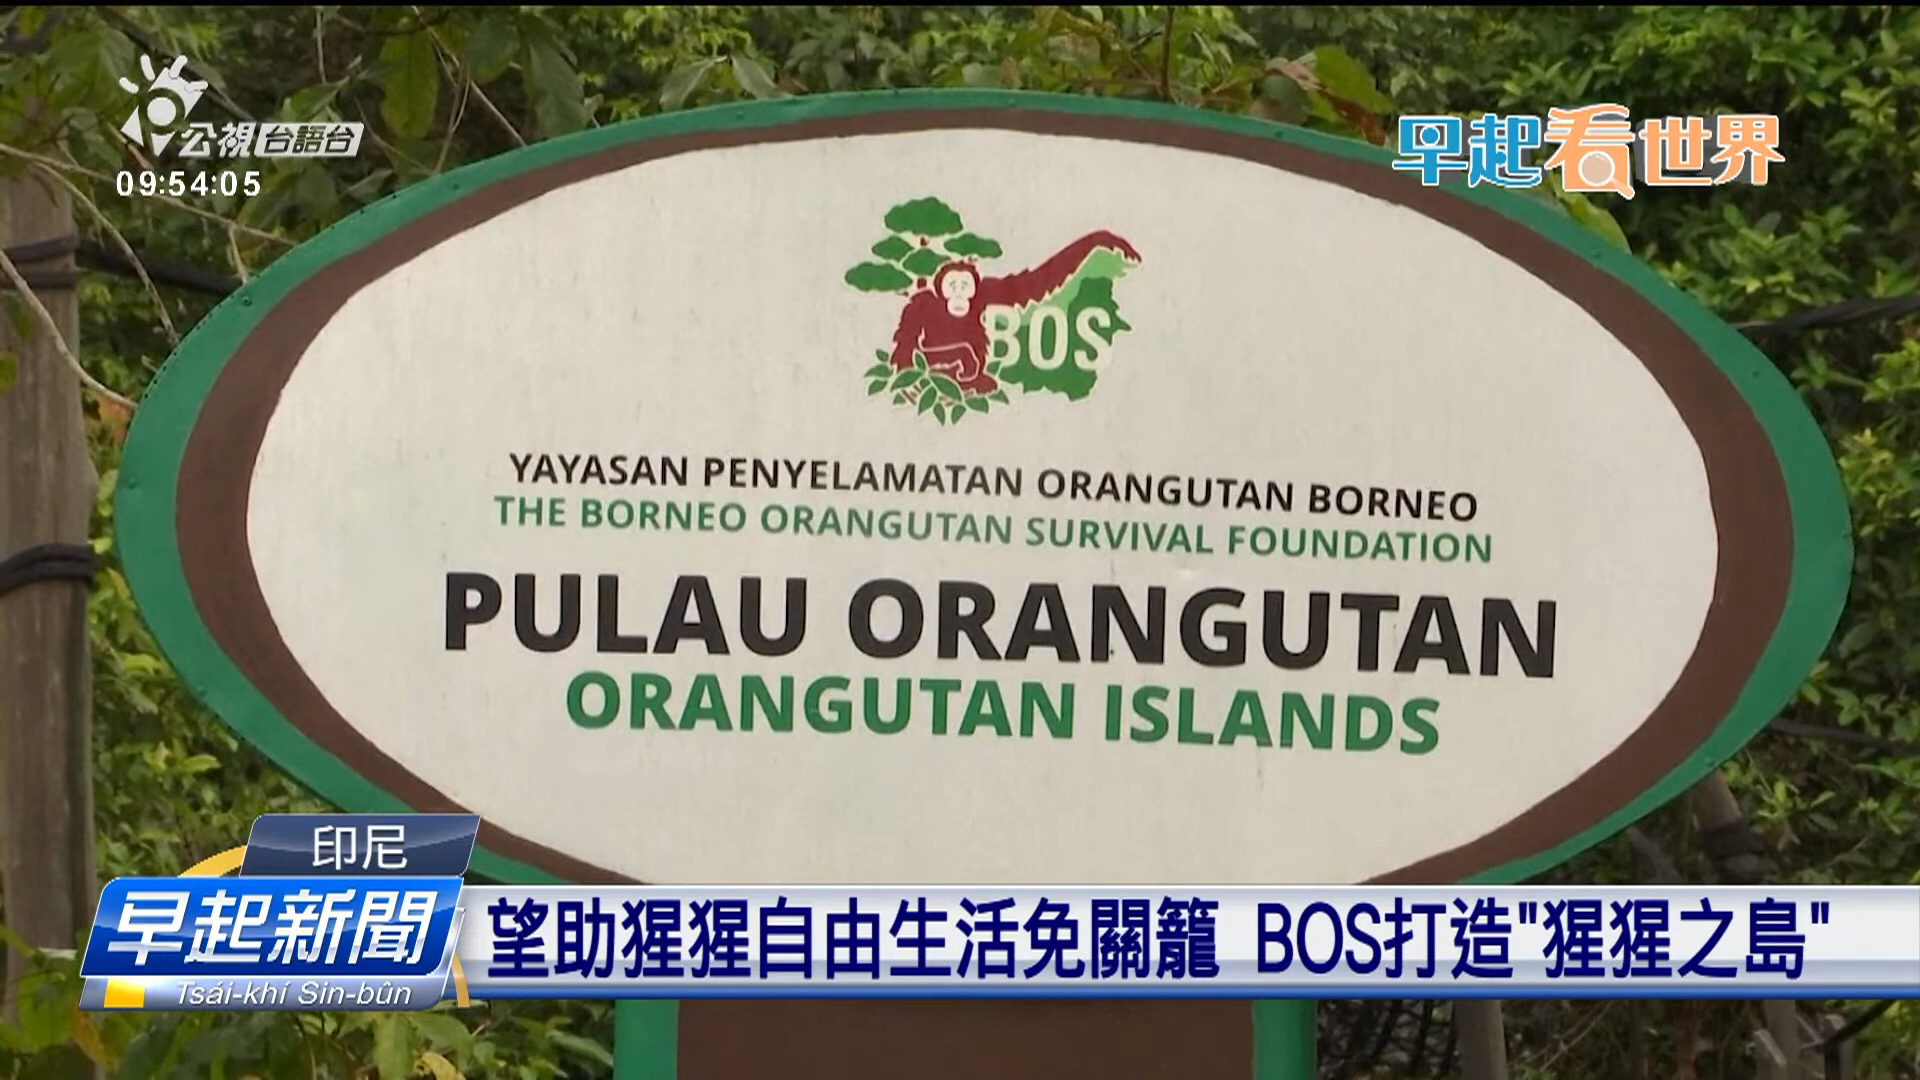 公視 台語台
09:54:05
早起看世界
BOS
YAYASAN PENYELAMATAN ORANGUTAN BORNEO
THE BORNEO ORANGUTAN SURVIVAL FOUNDATION
PULAU ORANGUTAN
ORANGUTAN ISLANDS
印尼
早起新聞
Tsái-khí Sin-bûn
望助猩猩自由生活免關籠 BOS打造"猩猩之島"